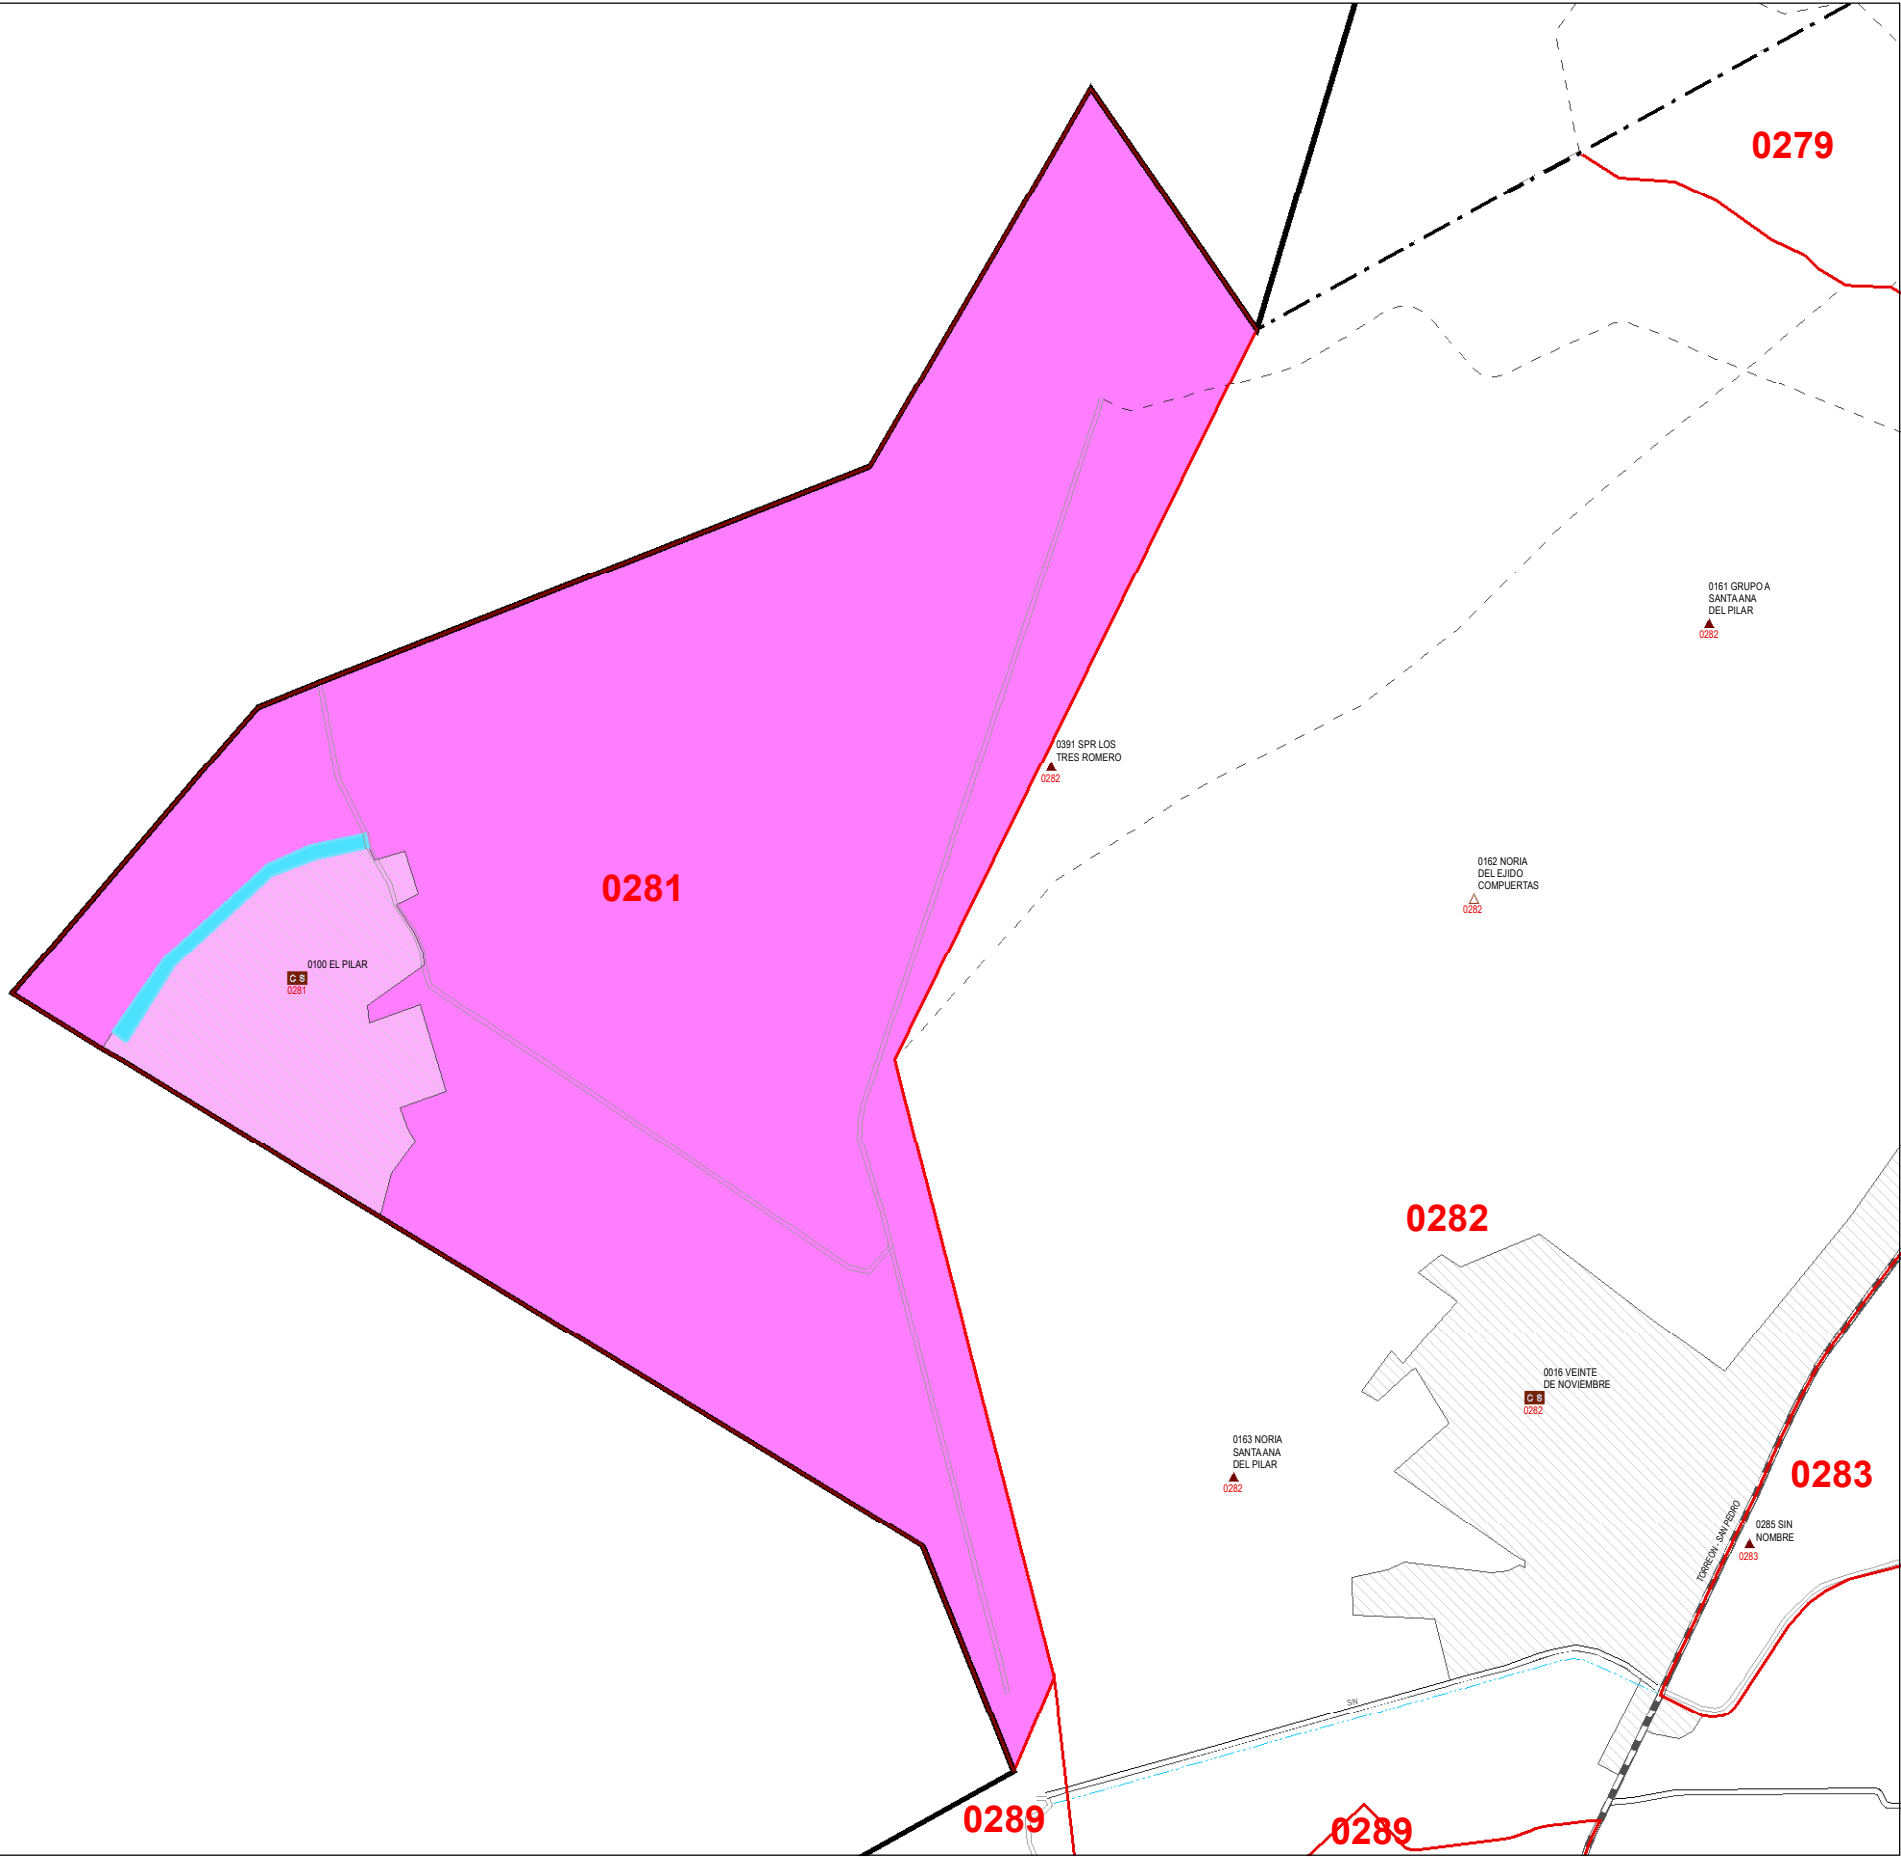 0279
0161 GRUPO A
SANTA ANA
DEL PILAR
0282
0391 SPR LOS
TRES ROMERO
0282
0162 NORIA
DEL EJIDO
COMPUERTAS
0282
0281
0100 EL PILAR
C S
0281
0282
0016 VEINTE
DE NOVIEMBRE
C S
0282
0163 NORIA
SANTA ANA
DEL PILAR
0282
0283
TORREON - SAN PEDRO
0285 SIN
NOMBRE
0283
S/N
0289
0289